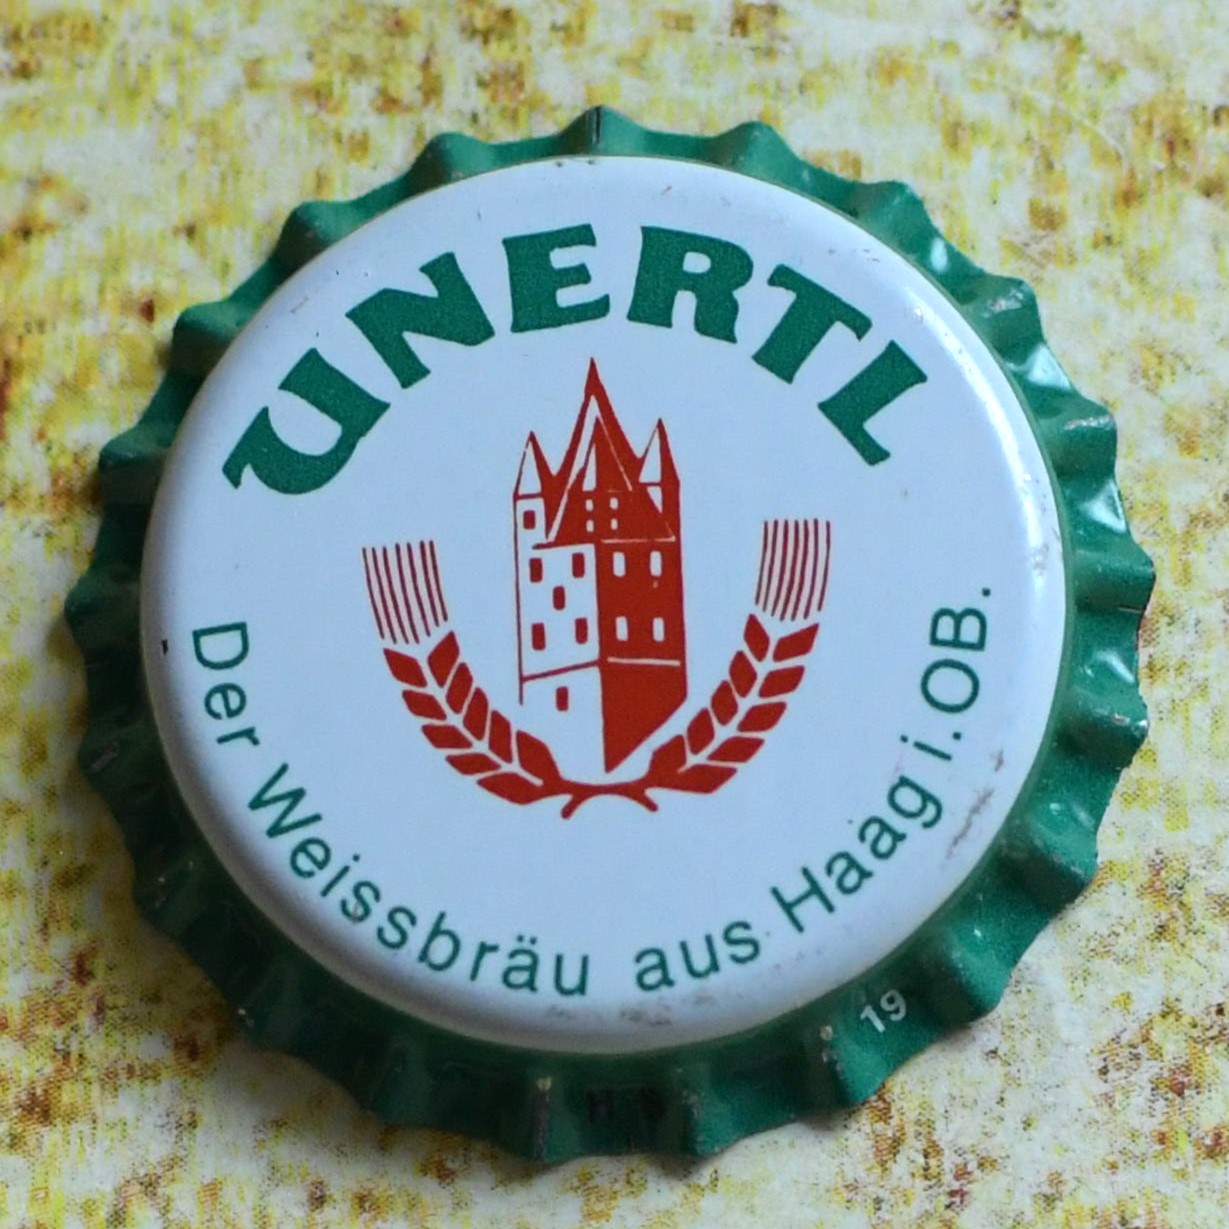 UNERTL
Der Weissbräu aus Haag i.OB.
19